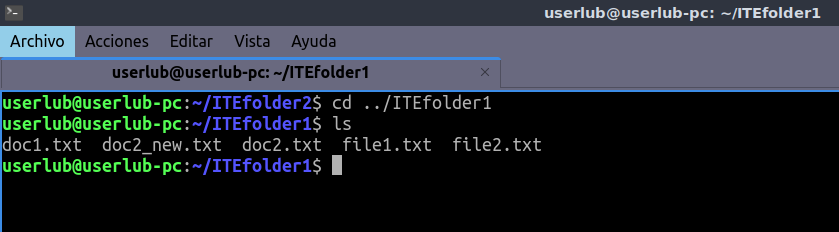 userlub@userlub-pc: ~/ITEfolder1
Archivo Acciones Editar Vista Ayuda
userlub@userlub-pc: ~/ITEfolder1 ×
userlub@userlub-pc:~/ITEfolder2$ cd ../ITEfolder1
userlub@userlub-pc:~/ITEfolder1$ ls
doc1.txt  doc2_new.txt  doc2.txt  file1.txt  file2.txt
userlub@userlub-pc:~/ITEfolder1$